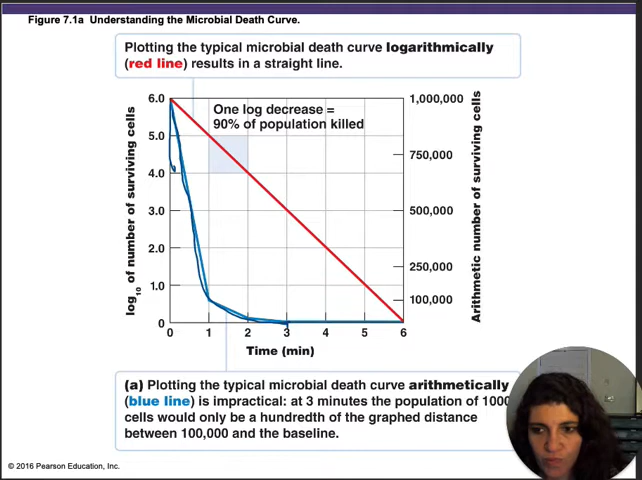 Figure 7.1a Understanding the Microbial Death Curve.
Plotting the typical microbial death curve logarithmically
(red line) results in a straight line.
One log decrease =
90% of population killed
log10 of number of surviving cells
6.0
5.0
4.0
3.0
2.0
1.0
0
1,000,000
750,000
500,000
250,000
100,000
Arithmetic number of surviving cells
0 1 2 3 4 5 6
Time (min)
(a) Plotting the typical microbial death curve arithmetically
(blue line) is impractical: at 3 minutes the population of 1000
cells would only be a hundredth of the graphed distance
between 100,000 and the baseline.
© 2016 Pearson Education, Inc.